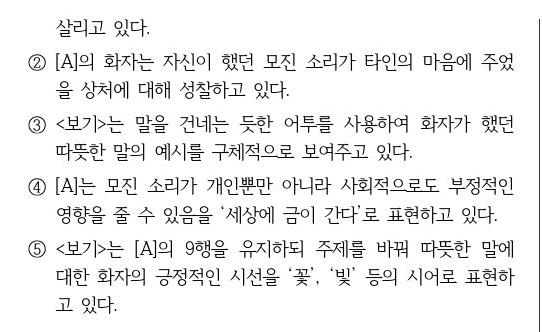 살리고 있다.
② [A]의 화자는 자신이 했던 모진 소리가 타인의 마음에 주었
을 상처에 대해 성찰하고 있다.
③ <보기>는 말을 건네는 듯한 어투를 사용하여 화자가 했던
따뜻한 말의 예시를 구체적으로 보여주고 있다.
④ [A]는 모진 소리가 개인뿐만 아니라 사회적으로도 부정적인
영향을 줄 수 있음을 ‘세상에 금이 간다’로 표현하고 있다.
⑤ <보기>는 [A]의 9행을 유지하되 주제를 바꿔 따뜻한 말에
대한 화자의 긍정적인 시선을 ‘꽃’, ‘빛’ 등의 시어로 표현하
고 있다.